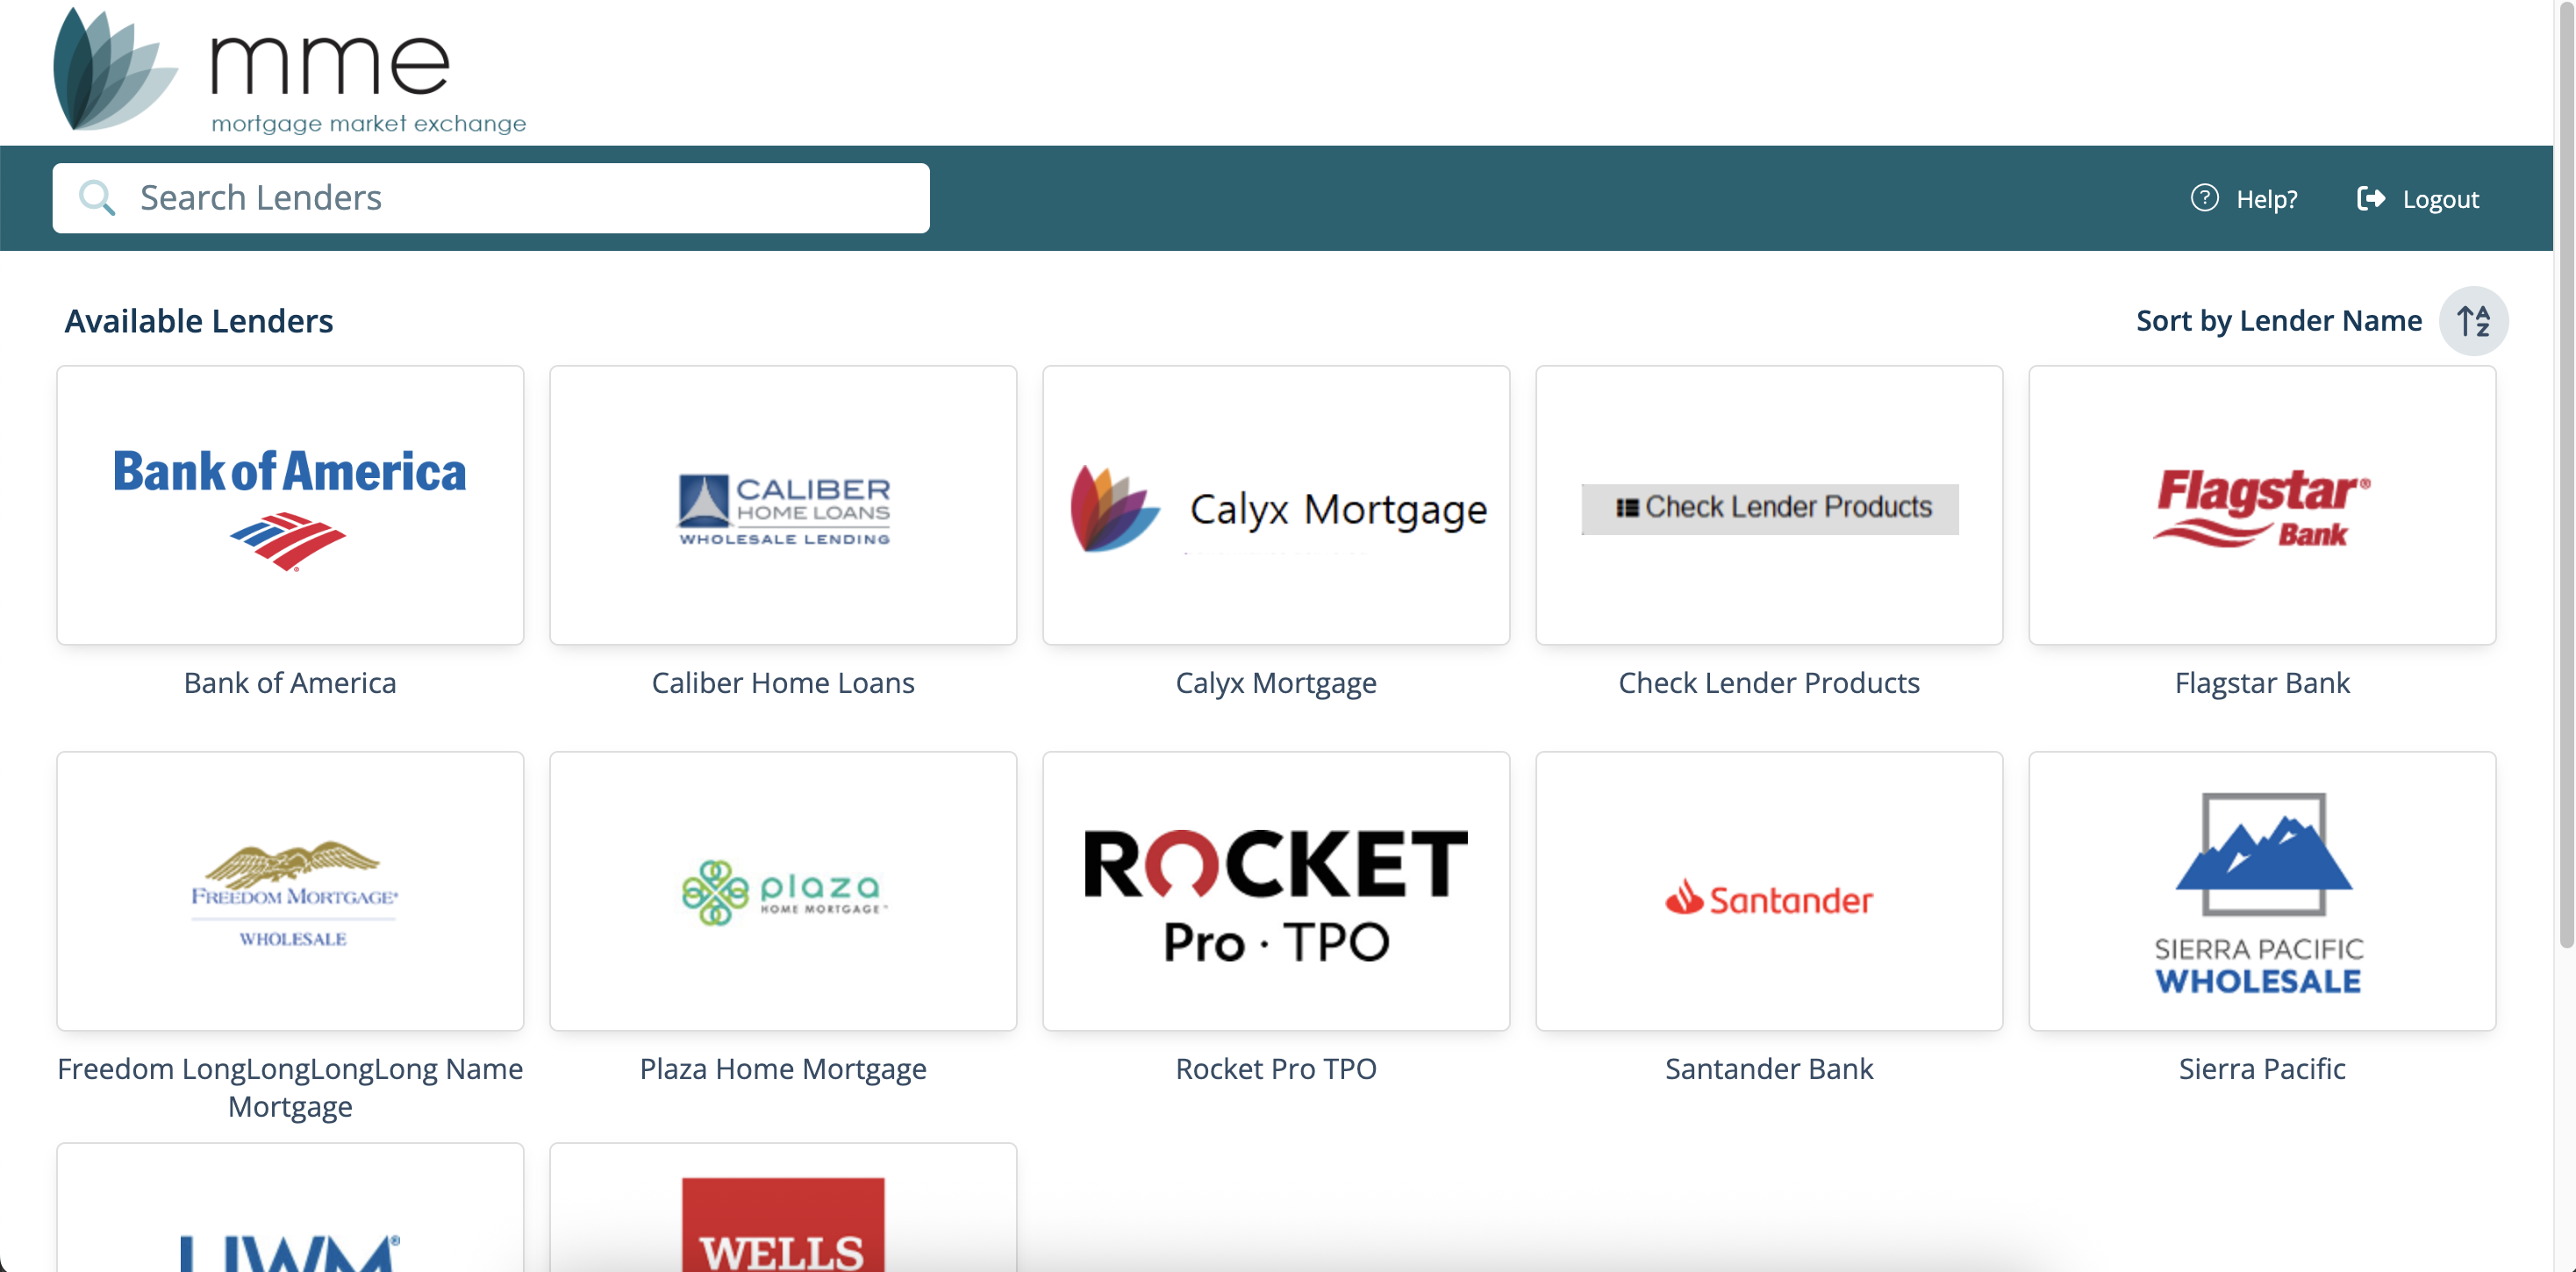 mme
mortgage market exchange
Search Lenders
? Help?
Logout
Available Lenders
Sort by Lender Name
A
Z
Bank of America
CALIBER
HOME LOANS
WHOLESALE LENDING
Calyx Mortgage
Check Lender Products
Flagstar®
Bank
Bank of America
Caliber Home Loans
Calyx Mortgage
Check Lender Products
Flagstar Bank
FREEDOM MORTGAGE®
WHOLESALE
plaza
HOME MORTGAGE™
ROCKET
Pro · TPO
Santander
SIERRA PACIFIC
WHOLESALE
Freedom LongLongLongLong Name
Mortgage
Plaza Home Mortgage
Rocket Pro TPO
Santander Bank
Sierra Pacific
UWM®
WELLS